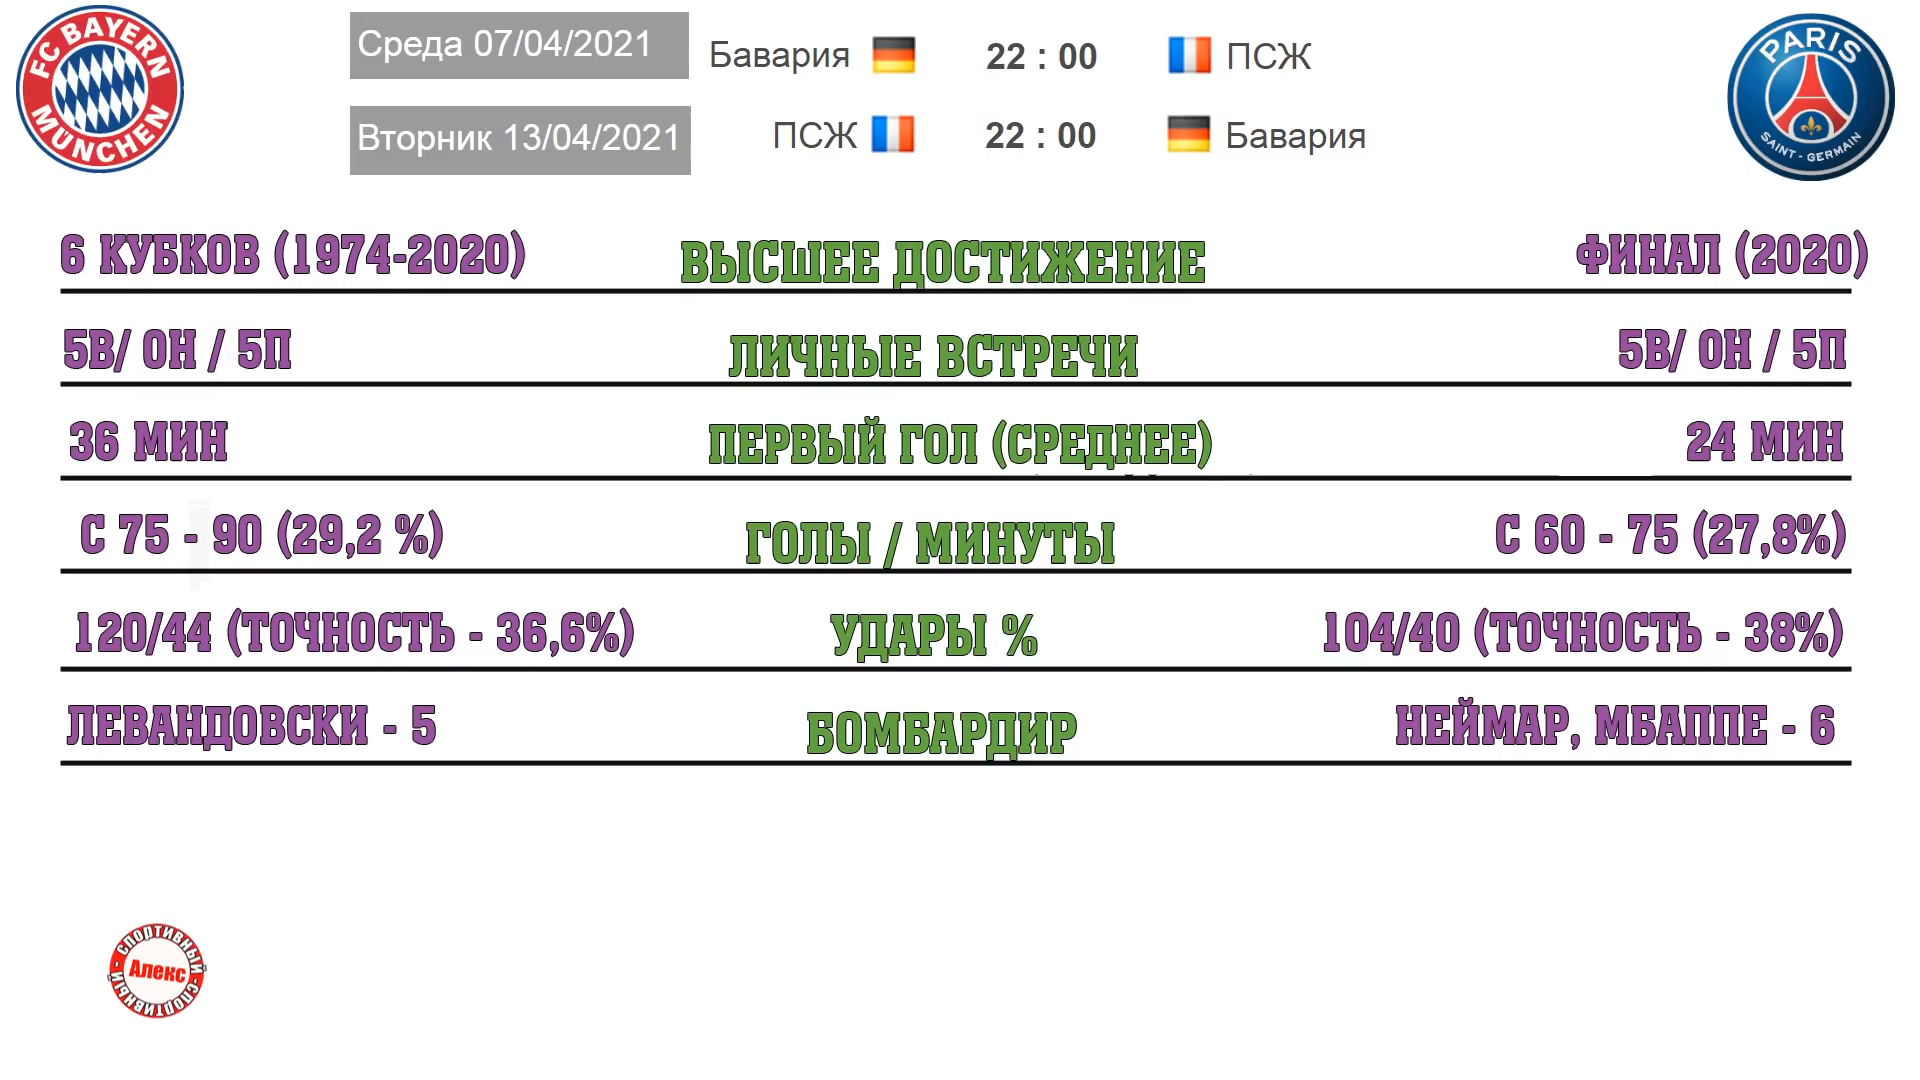 FC BAYERN
MÜNCHEN
Среда 07/04/2021
Бавария 22 : 00 ПСЖ
PARIS
SAINT - GERMAIN
Вторник 13/04/2021
ПСЖ 22 : 00 Бавария
6 КУБКОВ (1974-2020) ВЫСШЕЕ ДОСТИЖЕНИЕ ФИНАЛ (2020)
5В/ 0Н / 5П ЛИЧНЫЕ ВСТРЕЧИ 5В/ 0Н / 5П
36 МИН ПЕРВЫЙ ГОЛ (СРЕДНЕЕ) 24 МИН
С 75 - 90 (29,2 %) ГОЛЫ / МИНУТЫ С 60 - 75 (27,8%)
120/44 (ТОЧНОСТЬ - 36,6%) УДАРЫ % 104/40 (ТОЧНОСТЬ - 38%)
ЛЕВАНДОВСКИ - 5 БОМБАРДИР НЕЙМАР, МБАППЕ - 6
СПОРТИВНЫЙ
Алекс
СПОРТИВНЫЙ